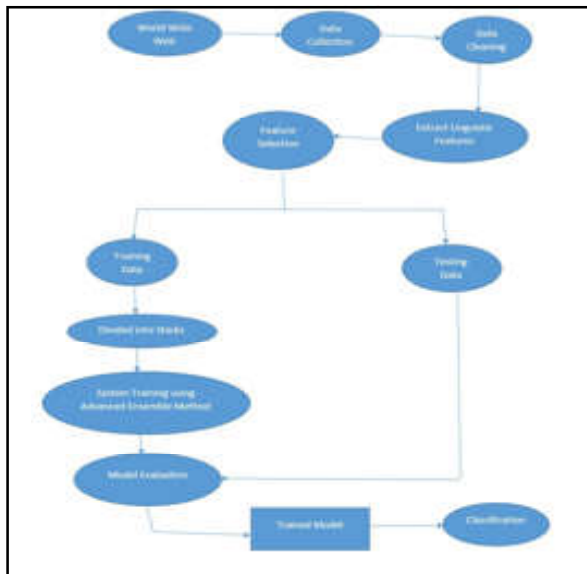 World Wide
Web
Data
Collection
Data
Cleaning
Feature
Selection
Extract Linguistic
Features
Training
Data
Testing
Data
Divided into Stacks
System Training using
Advanced Ensemble Method
Model Evaluation
Trained Model
Classification